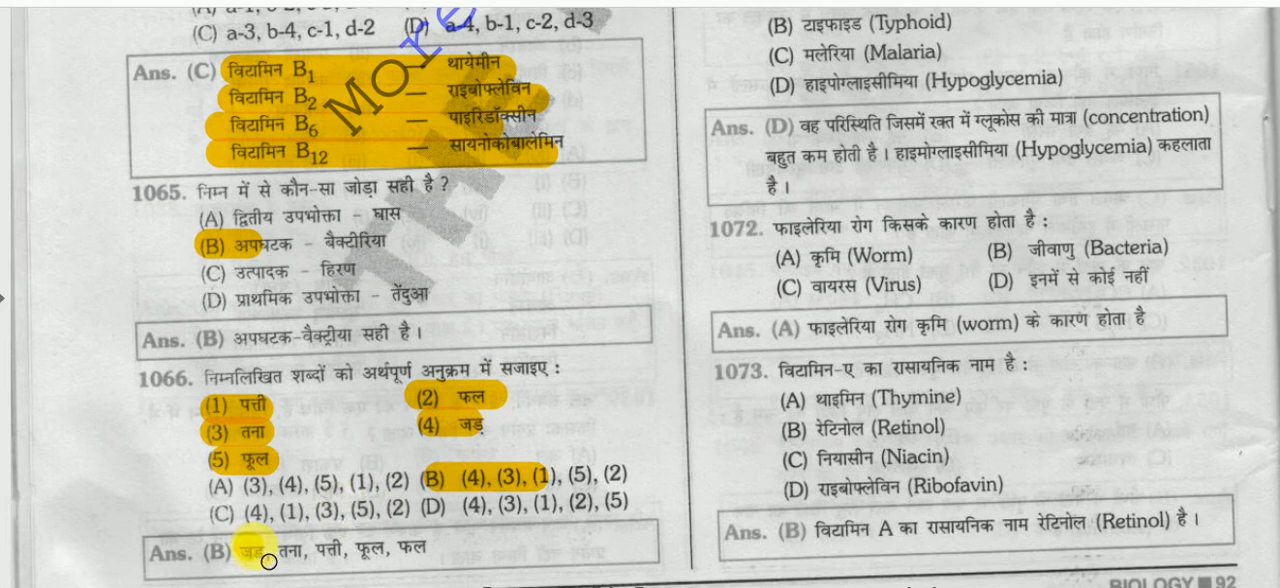 (C) a-3, b-4, c-1, d-2 (D) a-4, b-1, c-2, d-3
Ans. (C) विटामिन B1 — थायेमीन
विटामिन B2 — राइबोफ्लेविन
विटामिन B6 — पाइरिडॉक्सीन
विटामिन B12 — सायनोकोबालेमिन
More
1065. निम्न में से कौन-सा जोड़ा सही है ?
(A) द्वितीय उपभोक्ता - घास
(B) अपघटक - बैक्टीरिया
(C) उत्पादक - हिरण
(D) प्राथमिक उपभोक्ता - तेंदुआ
Ans. (B) अपघटक-वैक्ट्रीया सही है।
1066. निम्नलिखित शब्दों को अर्थपूर्ण अनुक्रम में सजाइए :
(1) पत्ती (2) फल
(3) तना (4) जड़
(5) फूल
(A) (3), (4), (5), (1), (2) (B) (4), (3), (1), (5), (2)
(C) (4), (1), (3), (5), (2) (D) (4), (3), (1), (2), (5)
Ans. (B) जड़, तना, पत्ती, फूल, फल
(B) टाइफाइड (Typhoid)
(C) मलेरिया (Malaria)
(D) हाइपोग्लाइसीमिया (Hypoglycemia)
Ans. (D) वह परिस्थिति जिसमें रक्त में ग्लूकोस की मात्रा (concentration)
बहुत कम होती है। हाइमोग्लाइसीमिया (Hypoglycemia) कहलाता
है।
1072. फाइलेरिया रोग किसके कारण होता है :
(A) कृमि (Worm) (B) जीवाणु (Bacteria)
(C) वायरस (Virus) (D) इनमें से कोई नहीं
Ans. (A) फाइलेरिया रोग कृमि (worm) के कारण होता है
1073. विटामिन-ए का रासायनिक नाम है :
(A) थाइमिन (Thymine)
(B) रेटिनोल (Retinol)
(C) नियासीन (Niacin)
(D) राइबोफ्लेविन (Ribofavin)
Ans. (B) विटामिन A का रासायनिक नाम रेटिनोल (Retinol) है।
BIOLOGY ■ 92